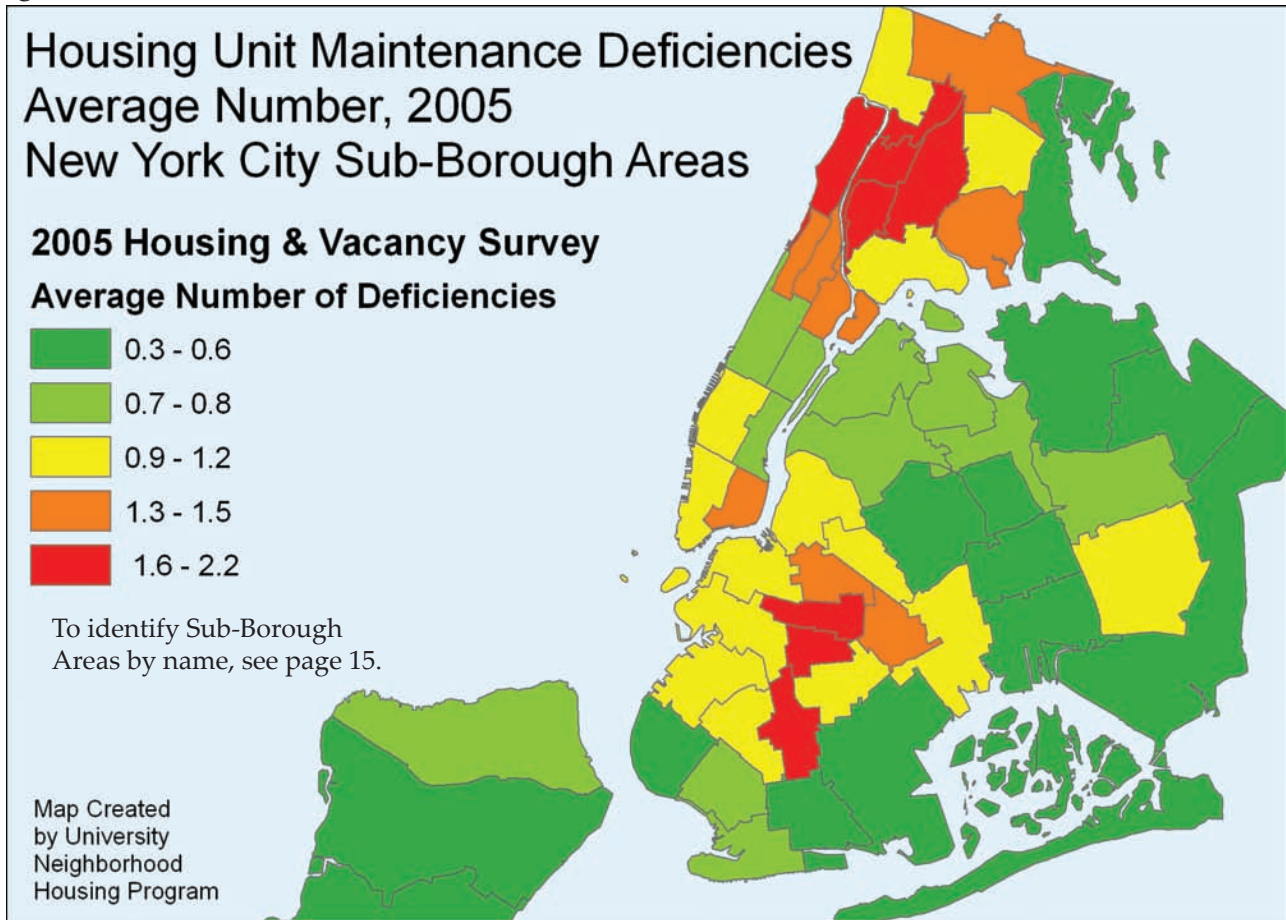 Housing Unit Maintenance Deficiencies
Average Number, 2005
New York City Sub-Borough Areas
2005 Housing & Vacancy Survey
Average Number of Deficiencies
0.3 - 0.6
0.7 - 0.8
0.9 - 1.2
1.3 - 1.5
1.6 - 2.2
To identify Sub-Borough
Areas by name, see page 15.
Map Created
by University
Neighborhood
Housing Program